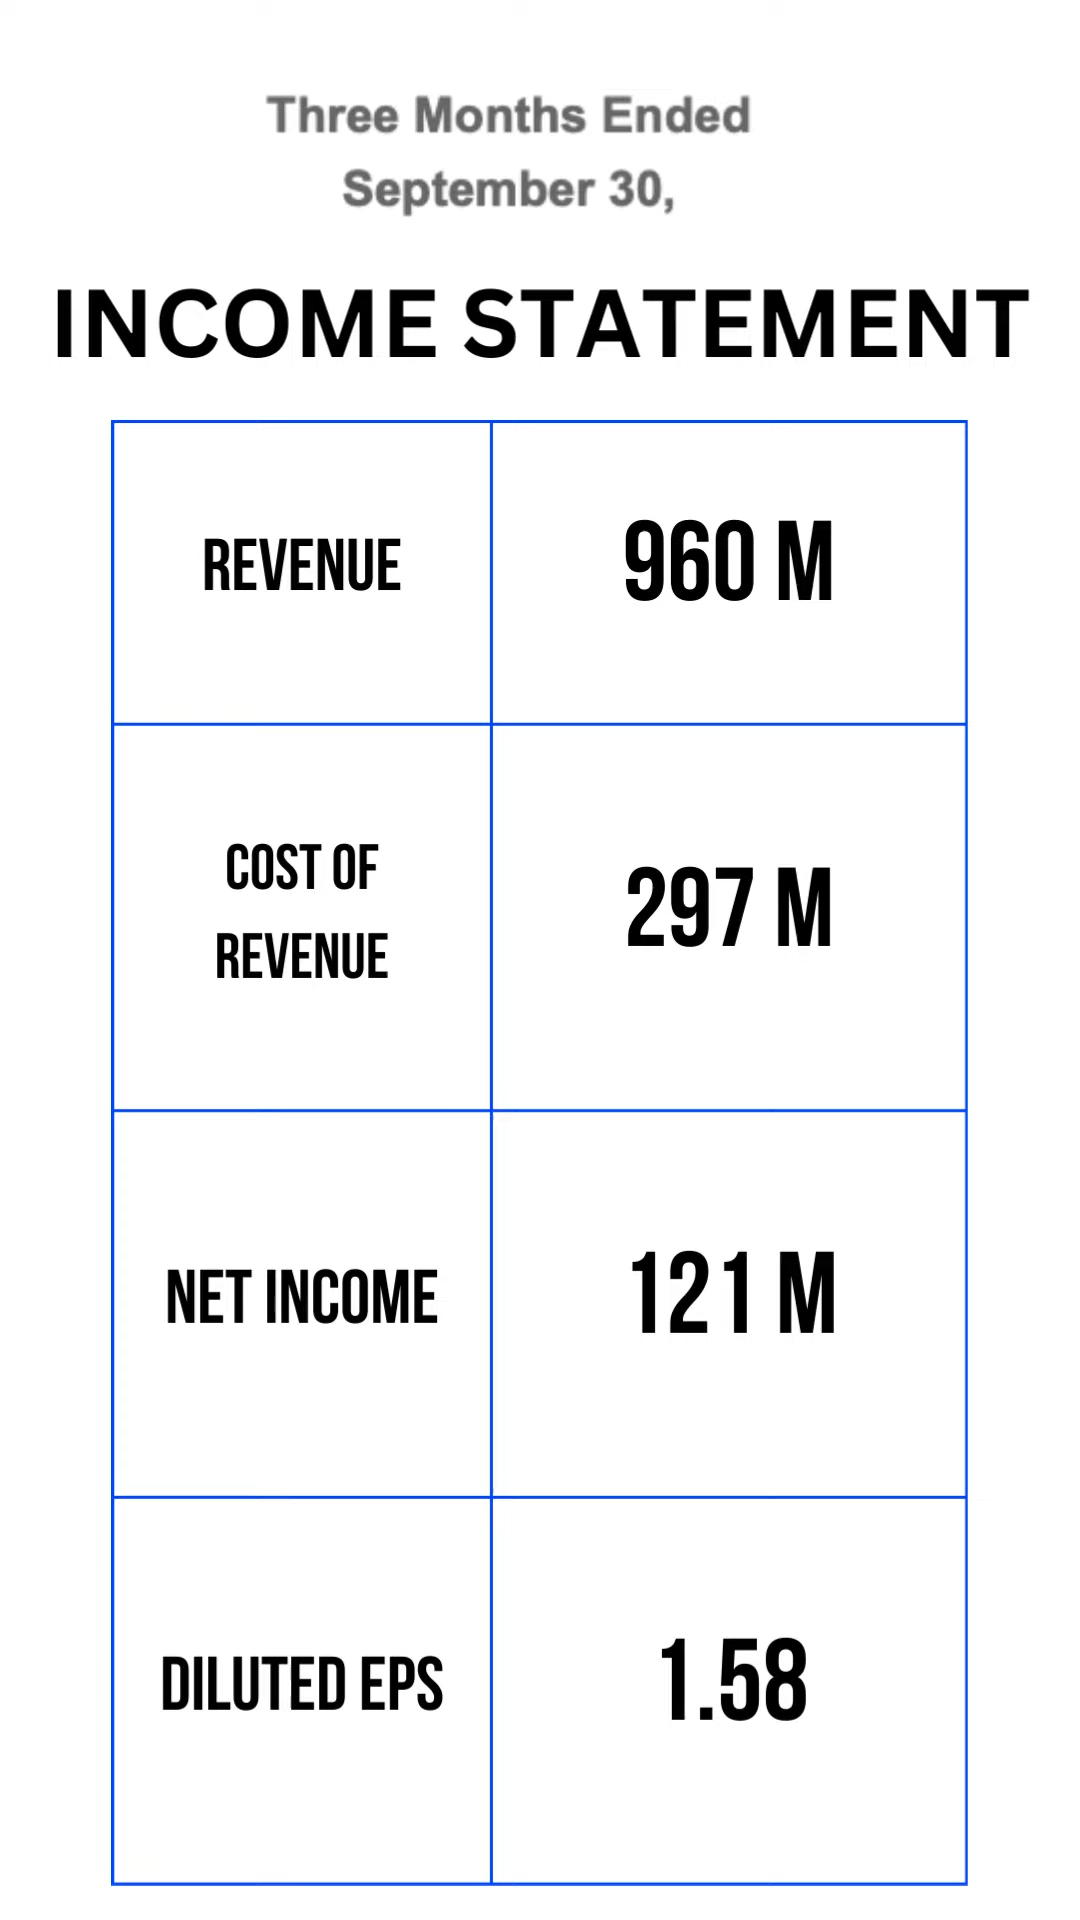 Three Months Ended
September 30,
INCOME STATEMENT
REVENUE
960 M
COST OF
REVENUE
297 M
NET INCOME
121 M
DILUTED EPS
1.58